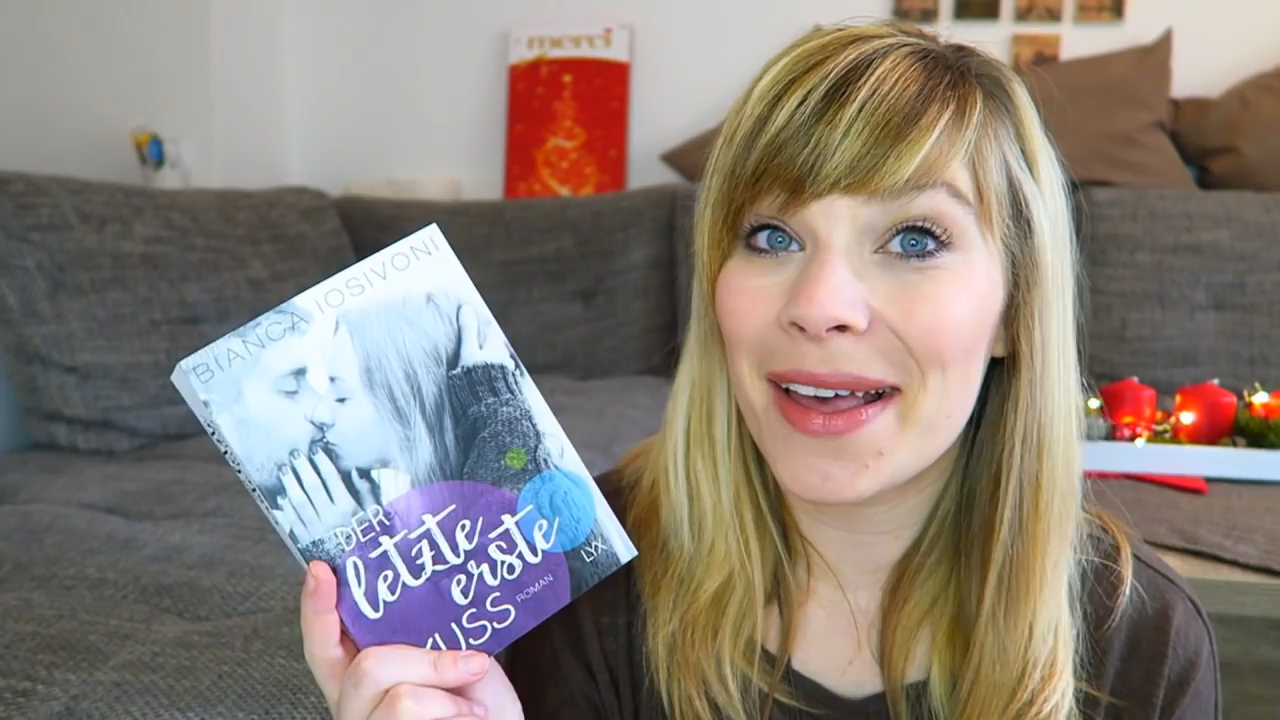 merci
BIANCA IOSIVONI
DER
letzte
erste
KUSS
ROMAN
LYX